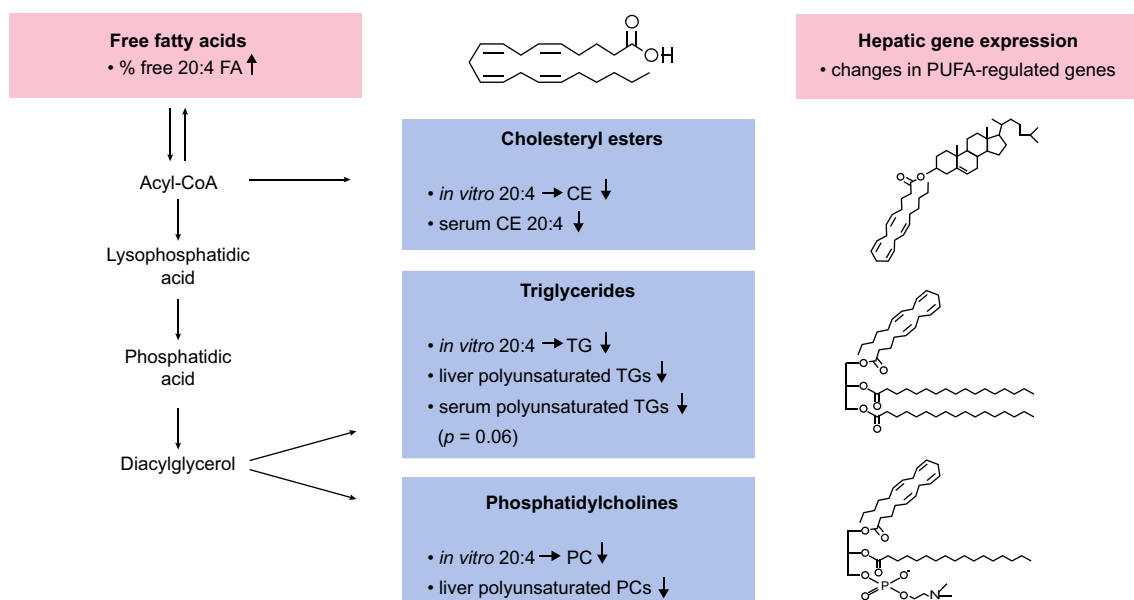 Free fatty acids
• % free 20:4 FA ↑
Acyl-CoA
Lysophosphatidic
acid
Phosphatidic
acid
Diacylglycerol
O
OH
Cholesteryl esters
• in vitro 20:4 → CE ↓
• serum CE 20:4 ↓
Triglycerides
• in vitro 20:4 → TG ↓
• liver polyunsaturated TGs ↓
• serum polyunsaturated TGs ↓
(p = 0.06)
Phosphatidylcholines
• in vitro 20:4 → PC ↓
• liver polyunsaturated PCs ↓
Hepatic gene expression
• changes in PUFA-regulated genes
O
O
O
O
O
O
O
O
O
O
O
O
O
P
O
O
O
N